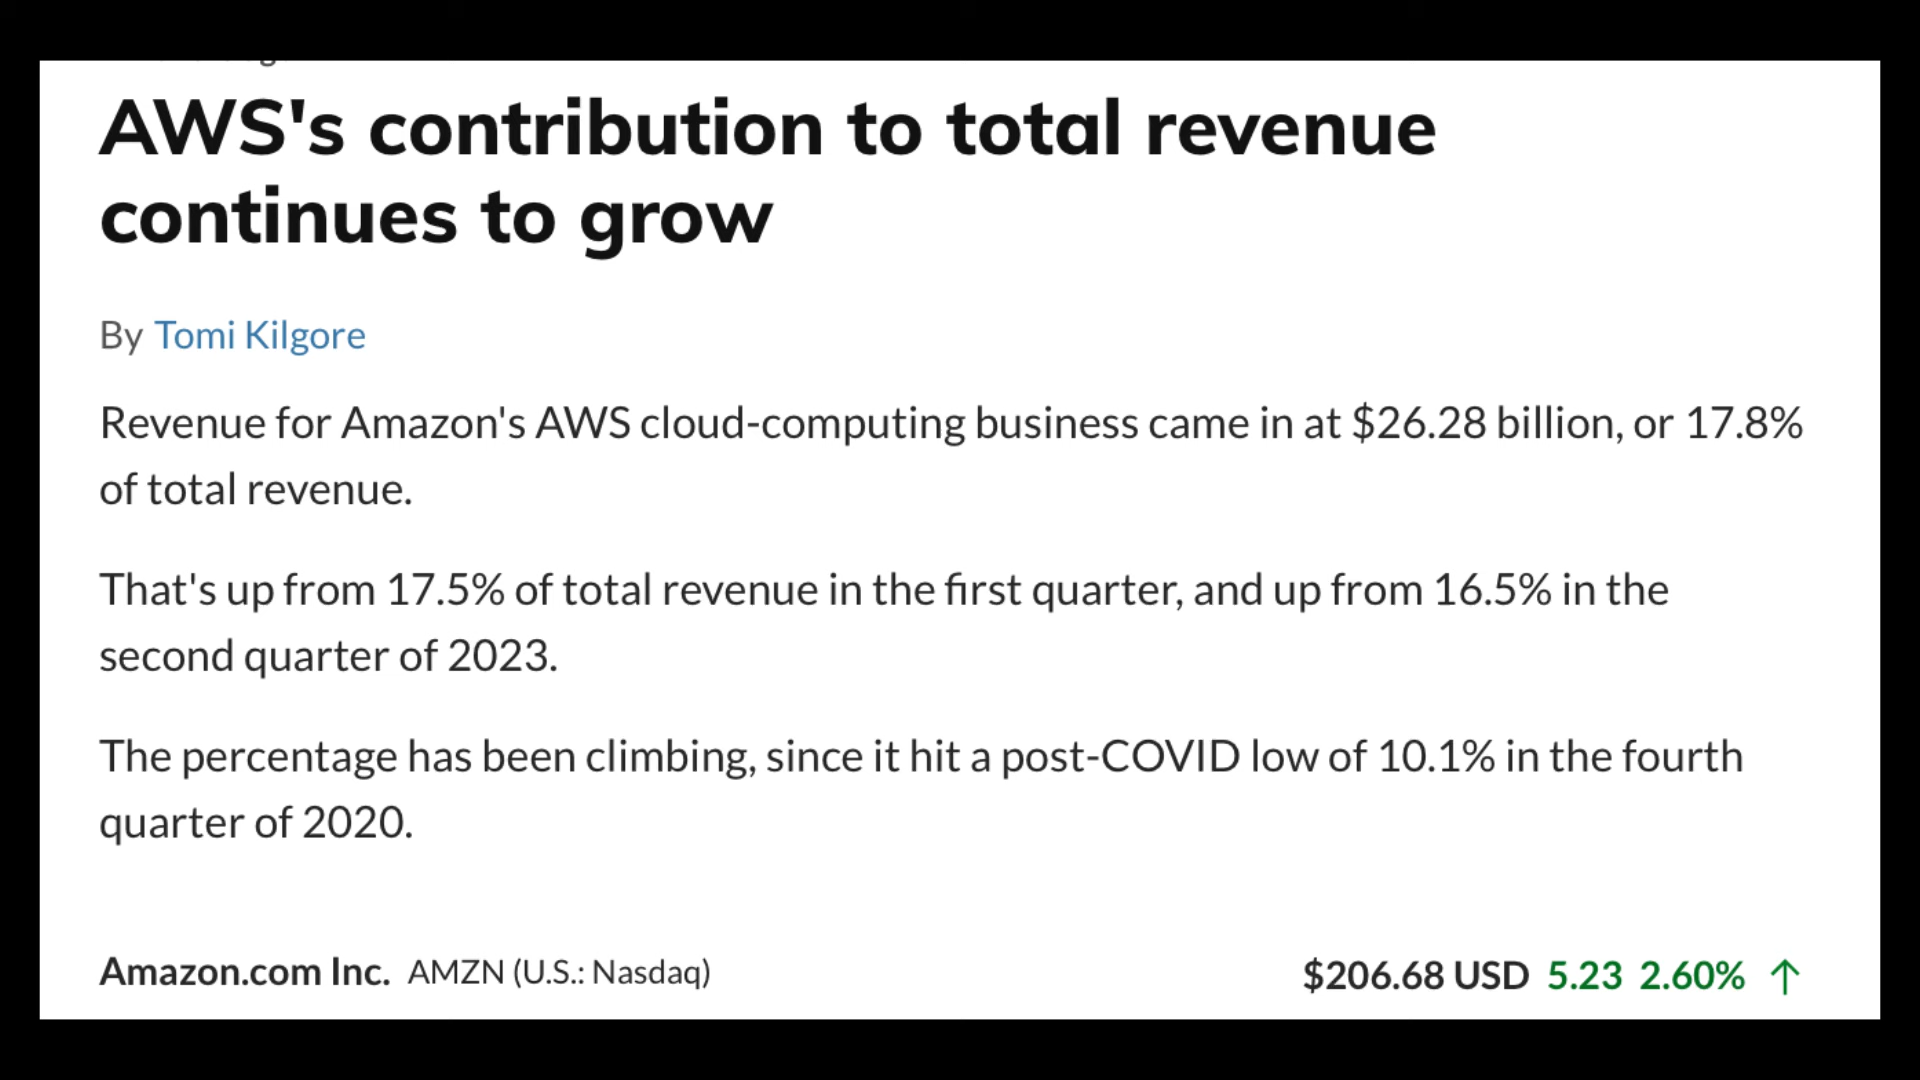 AWS's contribution to total revenue
continues to grow
By Tomi Kilgore
Revenue for Amazon's AWS cloud-computing business came in at $26.28 billion, or 17.8%
of total revenue.
That's up from 17.5% of total revenue in the first quarter, and up from 16.5% in the
second quarter of 2023.
The percentage has been climbing, since it hit a post-COVID low of 10.1% in the fourth
quarter of 2020.
Amazon.com Inc. AMZN (U.S.: Nasdaq) $206.68 USD 5.23 2.60% ↑